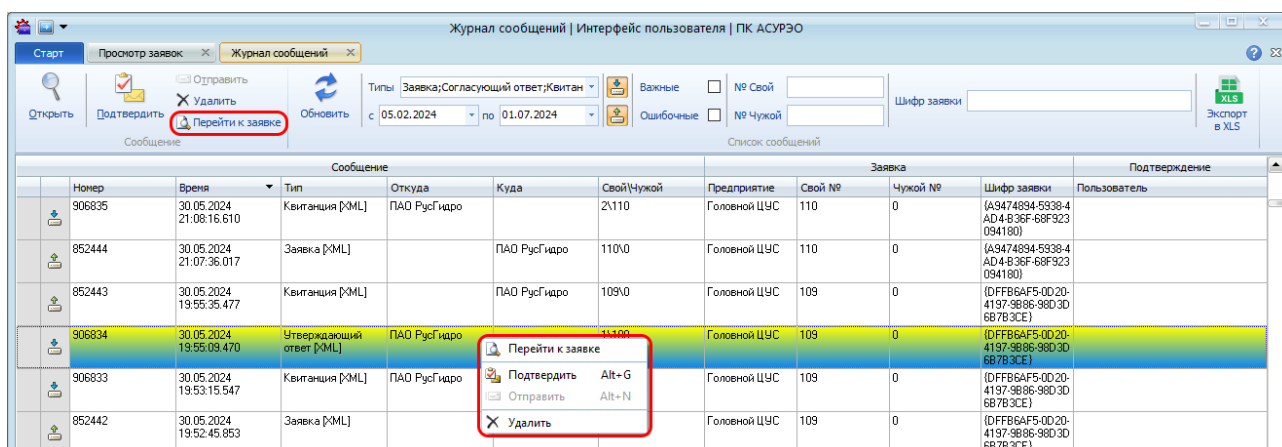 Журнал сообщений | Интерфейс пользователя | ПК АСУРЭО
Старт Просмотр заявок Журнал сообщений
Открыть Подтвердить Отправить Удалить Перейти к заявке
Сообщение
Обновить Типы Заявка;Согласующий ответ;Квитан Важные № Свой
с 05.02.2024 по 01.07.2024 Ошибочные № Чужой
Шифр заявки
Список сообщений
XLS
Экспорт
в XLS
Сообщение Заявка Подтверждение
Номер Время Тип Откуда Куда Свой\Чужой Предприятие Свой № Чужой № Шифр заявки Пользователь
906835 30.05.2024 Квитанция [XML] ПАО РусГидро 2\110 Головной ЦУС 110 0 {A9474894-5938-4
21:08:16.610 AD4-B36F-68F923
094180}
852444 30.05.2024 Заявка [XML] ПАО РусГидро 110\0 Головной ЦУС 110 0 {A9474894-5938-4
21:07:36.017 AD4-B36F-68F923
094180}
852443 30.05.2024 Квитанция [XML] ПАО РусГидро 109\0 Головной ЦУС 109 0 {DFFB6AF5-0D20-
19:55:35.477 4197-9B86-98D3D
6B7B3CE}
906834 30.05.2024 Утверждающий ПАО РусГидро 1\109 Головной ЦУС 109 0 {DFFB6AF5-0D20-
19:55:09.470 ответ [XML] 4197-9B86-98D3D
6B7B3CE}
Перейти к заявке
Подтвердить Alt+G
Отправить Alt+N
Удалить
906833 30.05.2024 Квитанция [XML] ПАО РусГидро Головной ЦУС 109 0 {DFFB6AF5-0D20-
19:53:15.547 4197-9B86-98D3D
6B7B3CE}
852442 30.05.2024 Заявка [XML] Головной ЦУС 109 0 {DFFB6AF5-0D20-
19:52:45.853 4197-9B86-98D3D
6B7B3CE}